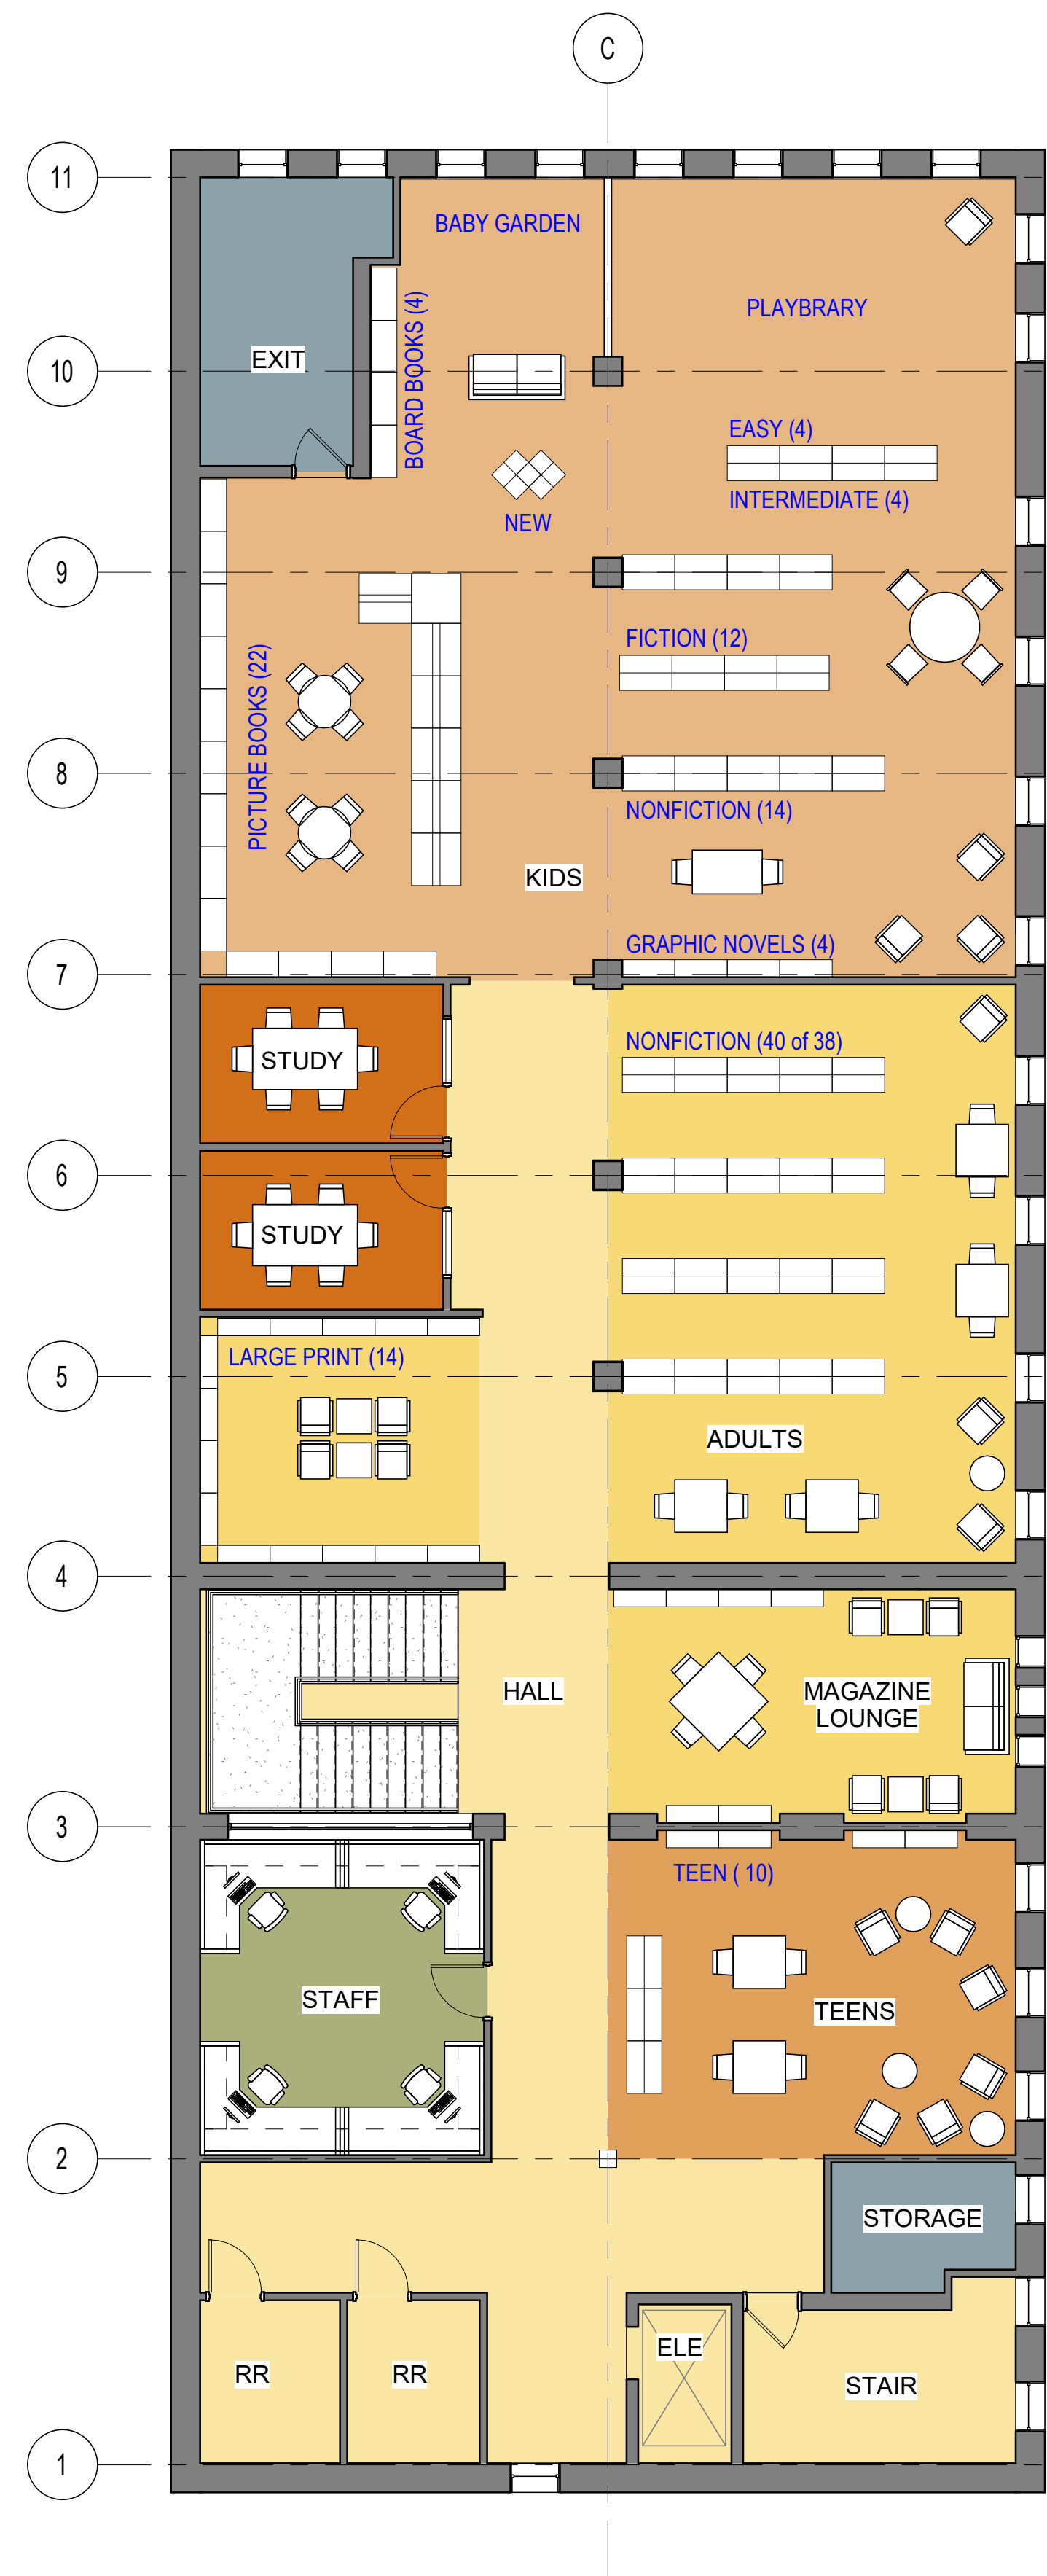 C
11
BABY GARDEN
PLAYBRARY
BOARD BOOKS (4)
EXIT
10
EASY (4)
INTERMEDIATE (4)
NEW
9
FICTION (12)
PICTURE BOOKS (22)
8
NONFICTION (14)
KIDS
GRAPHIC NOVELS (4)
7
NONFICTION (40 of 38)
STUDY
6
STUDY
LARGE PRINT (14)
5
ADULTS
4
HALL
MAGAZINE
LOUNGE
3
TEEN ( 10)
STAFF
TEENS
2
STORAGE
ELE
RR
RR
STAIR
1